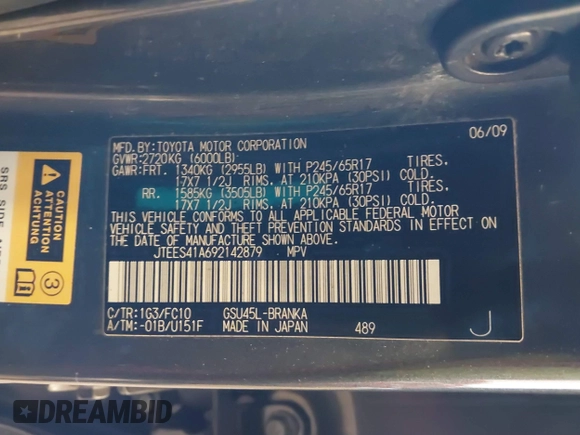 MFD. BY: TOYOTA MOTOR CORPORATION 06/09
GVWR: 2720KG (6000LB)
GAWR: FRT. 1340KG (2955LB) WITH P245/65R17 TIRES.
17X7 1/2J RIMS, AT 210KPA (30PSI) COLD.
RR. 1585KG (3505LB) WITH P245/65R17 TIRES.
17X7 1/2J RIMS, AT 210KPA (30PSI) COLD.
THIS VEHICLE CONFORMS TO ALL APPLICABLE FEDERAL MOTOR
VEHICLE SAFETY AND THEFT PREVENTION STANDARDS IN EFFECT ON
THE DATE OF MANUFACTURE SHOWN ABOVE.
JTEES41A692142879 MPV
C/TR: 1G3/FC10 GSU45L-BRANKA
A/TM: -01B/U151F MADE IN JAPAN 489 J
CAUTION
ATTENTION
ACHTUNG
3
SRS SIDE
DREAMBID